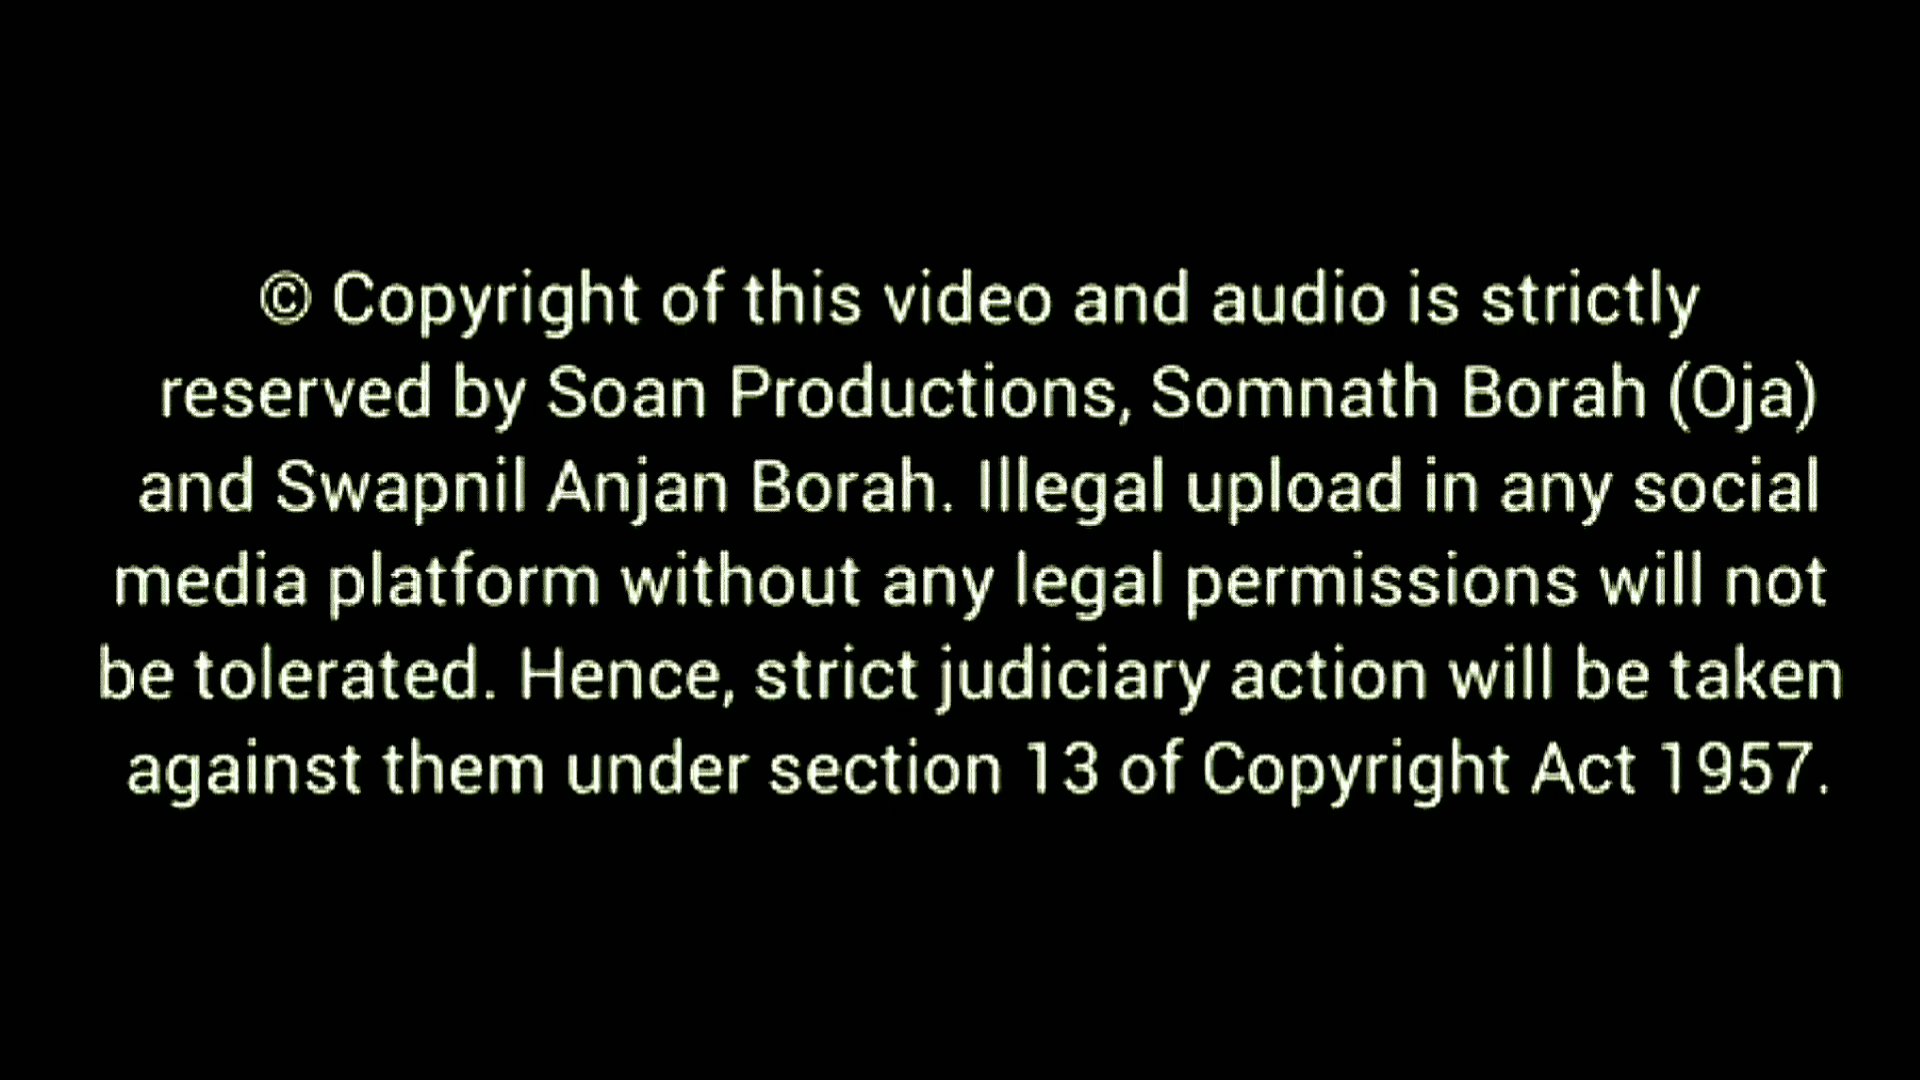 © Copyright of this video and audio is strictly
reserved by Soan Productions, Somnath Borah (Oja)
and Swapnil Anjan Borah. Illegal upload in any social
media platform without any legal permissions will not
be tolerated. Hence, strict judiciary action will be taken
against them under section 13 of Copyright Act 1957.